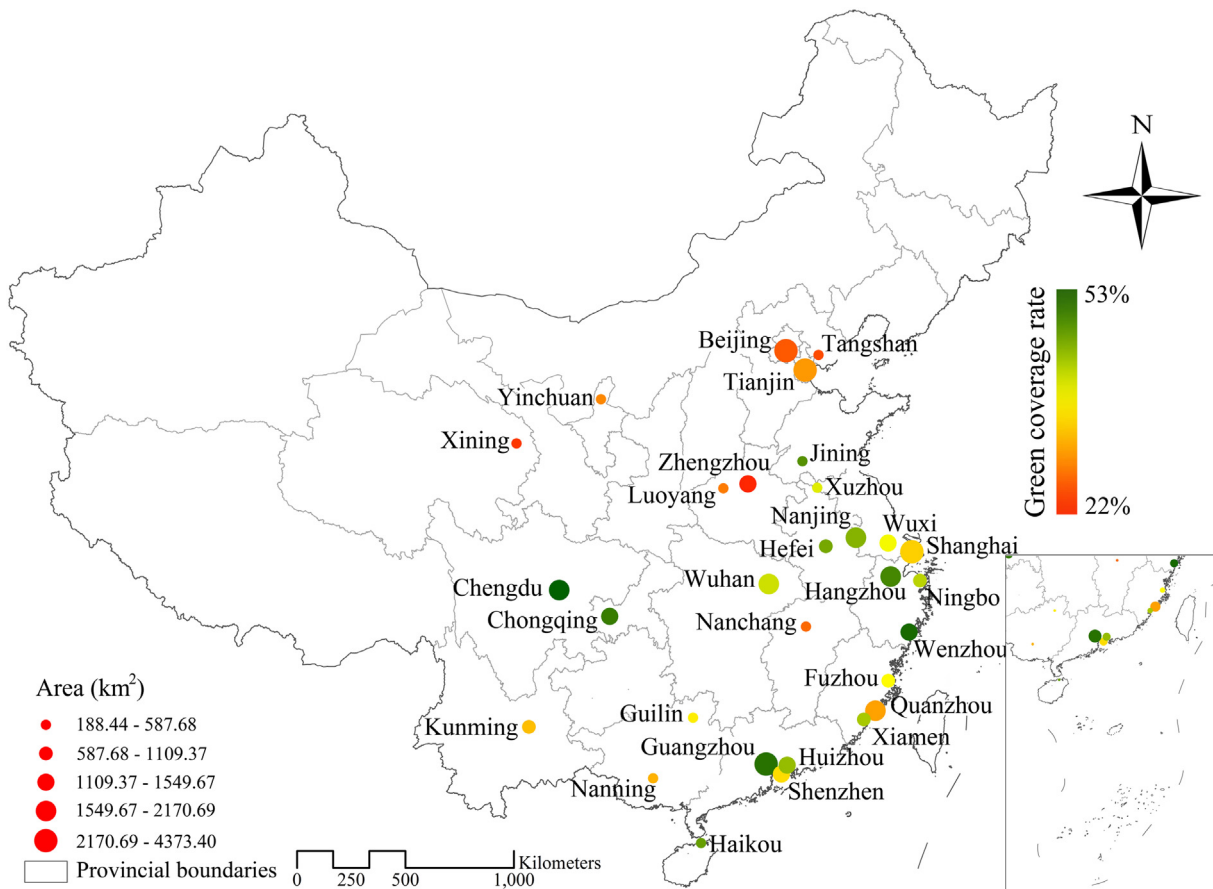 N
53%
Green coverage rate
22%
Beijing
Tangshan
Tianjin
Yinchuan
Xining
Jining
Zhengzhou
Luoyang
Xuzhou
Nanjing
Wuxi
Hefei
Shanghai
Chengdu
Wuhan
Hangzhou
Ningbo
Chongqing
Nanchang
Wenzhou
Fuzhou
Guilin
Quanzhou
Kunming
Xiamen
Guangzhou
Huizhou
Nanning
Shenzhen
Haikou
Area (km²)
188.44 - 587.68
587.68 - 1109.37
1109.37 - 1549.67
1549.67 - 2170.69
2170.69 - 4373.40
Provincial boundaries
Kilometers
0 250 500 1,000